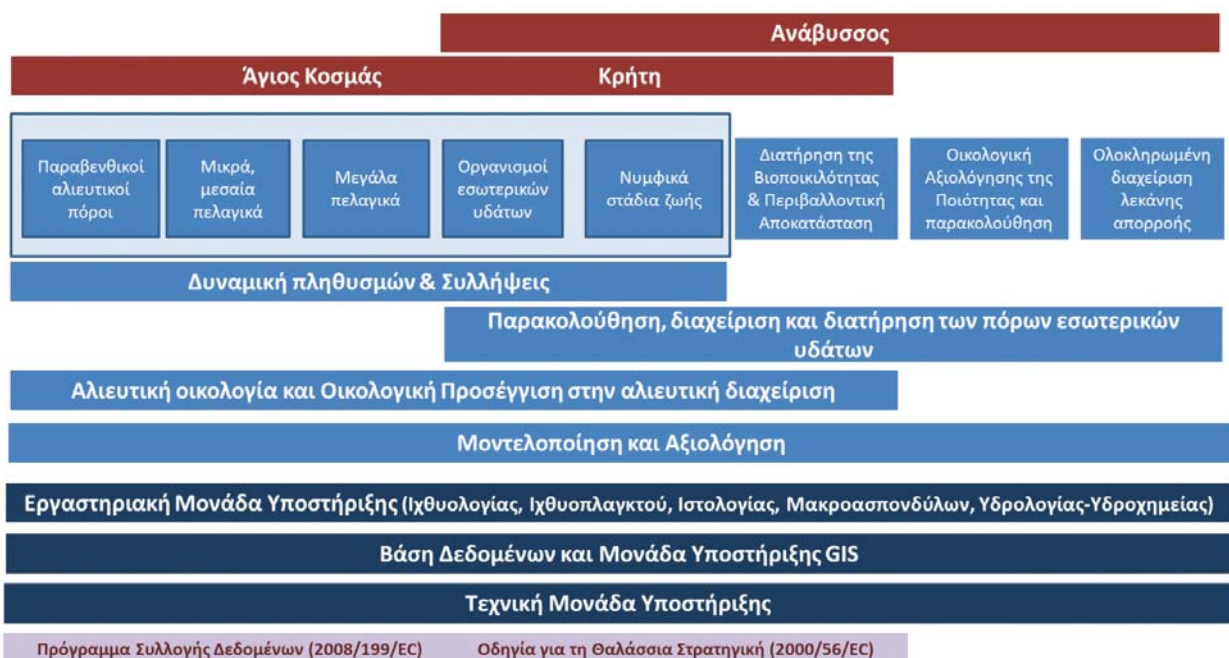 Ανάβυσσος
Άγιος Κοσμάς
Κρήτη
Παραβενθικοί
αλιευτικοί
πόροι
Μικρά,
μεσαία
πελαγικά
Μεγάλα
πελαγικά
Οργανισμοί
εσωτερικών
υδάτων
Νυμφικά
στάδια ζωής
Διατήρηση της
Βιοποικιλότητας
& Περιβαλλοντική
Αποκατάσταση
Οικολογική
Αξιολόγησης της
Ποιότητας και
παρακολούθηση
Ολοκληρωμένη
διαχείριση
λεκάνης
απορροής
Δυναμική πληθυσμών & Συλλήψεις
Παρακολούθηση, διαχείριση και διατήρηση των πόρων εσωτερικών
υδάτων
Αλιευτική οικολογία και Οικολογική Προσέγγιση στην αλιευτική διαχείριση
Μοντελοποίηση και Αξιολόγηση
Εργαστηριακή Μονάδα Υποστήριξης (Ιχθυολογίας, Ιχθυοπλαγκτού, Ιστολογίας, Μακροασπονδύλων, Υδρολογίας-Υδροχημείας)
Βάση Δεδομένων και Μονάδα Υποστήριξης GIS
Τεχνική Μονάδα Υποστήριξης
Πρόγραμμα Συλλογής Δεδομένων (2008/199/EC)
Οδηγία για τη Θαλάσσια Στρατηγική (2000/56/EC)